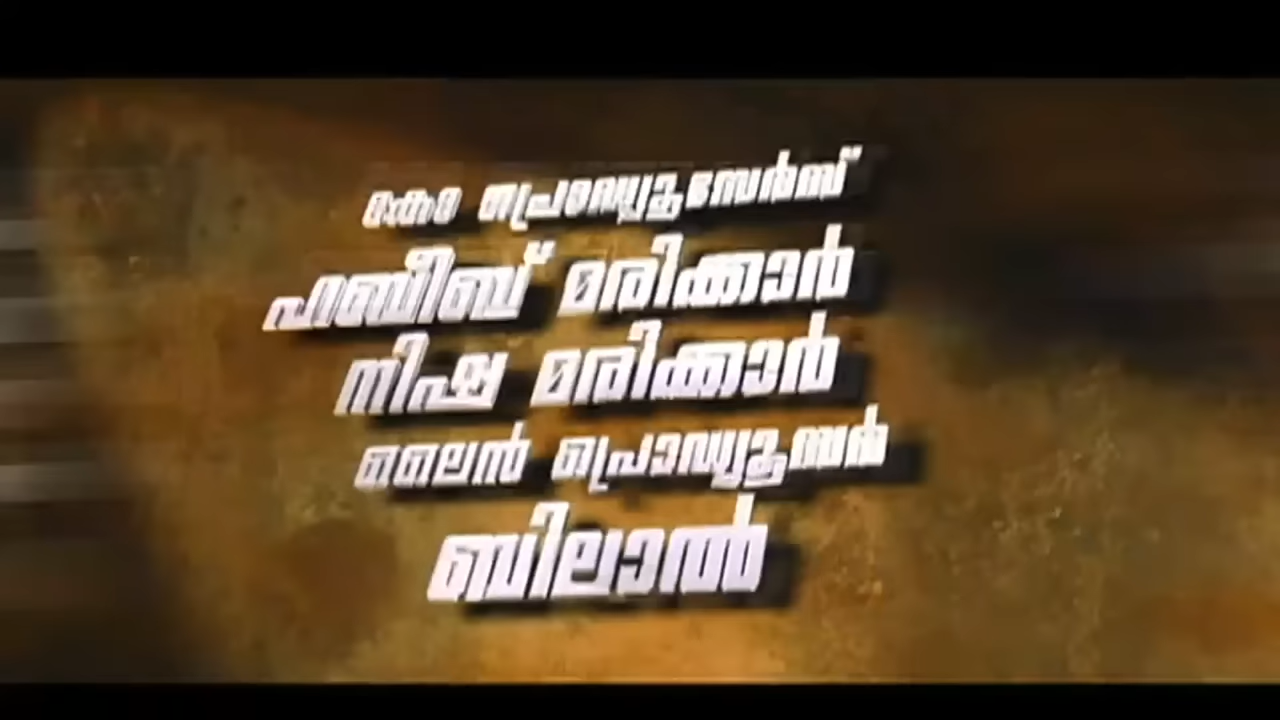 കോ പ്രൊഡ്യൂസേർസ്
ഹബീബ് മരിക്കാർ
നിഷ മരിക്കാർ
ലൈൻ പ്രൊഡ്യൂസർ
ബിലാൽ